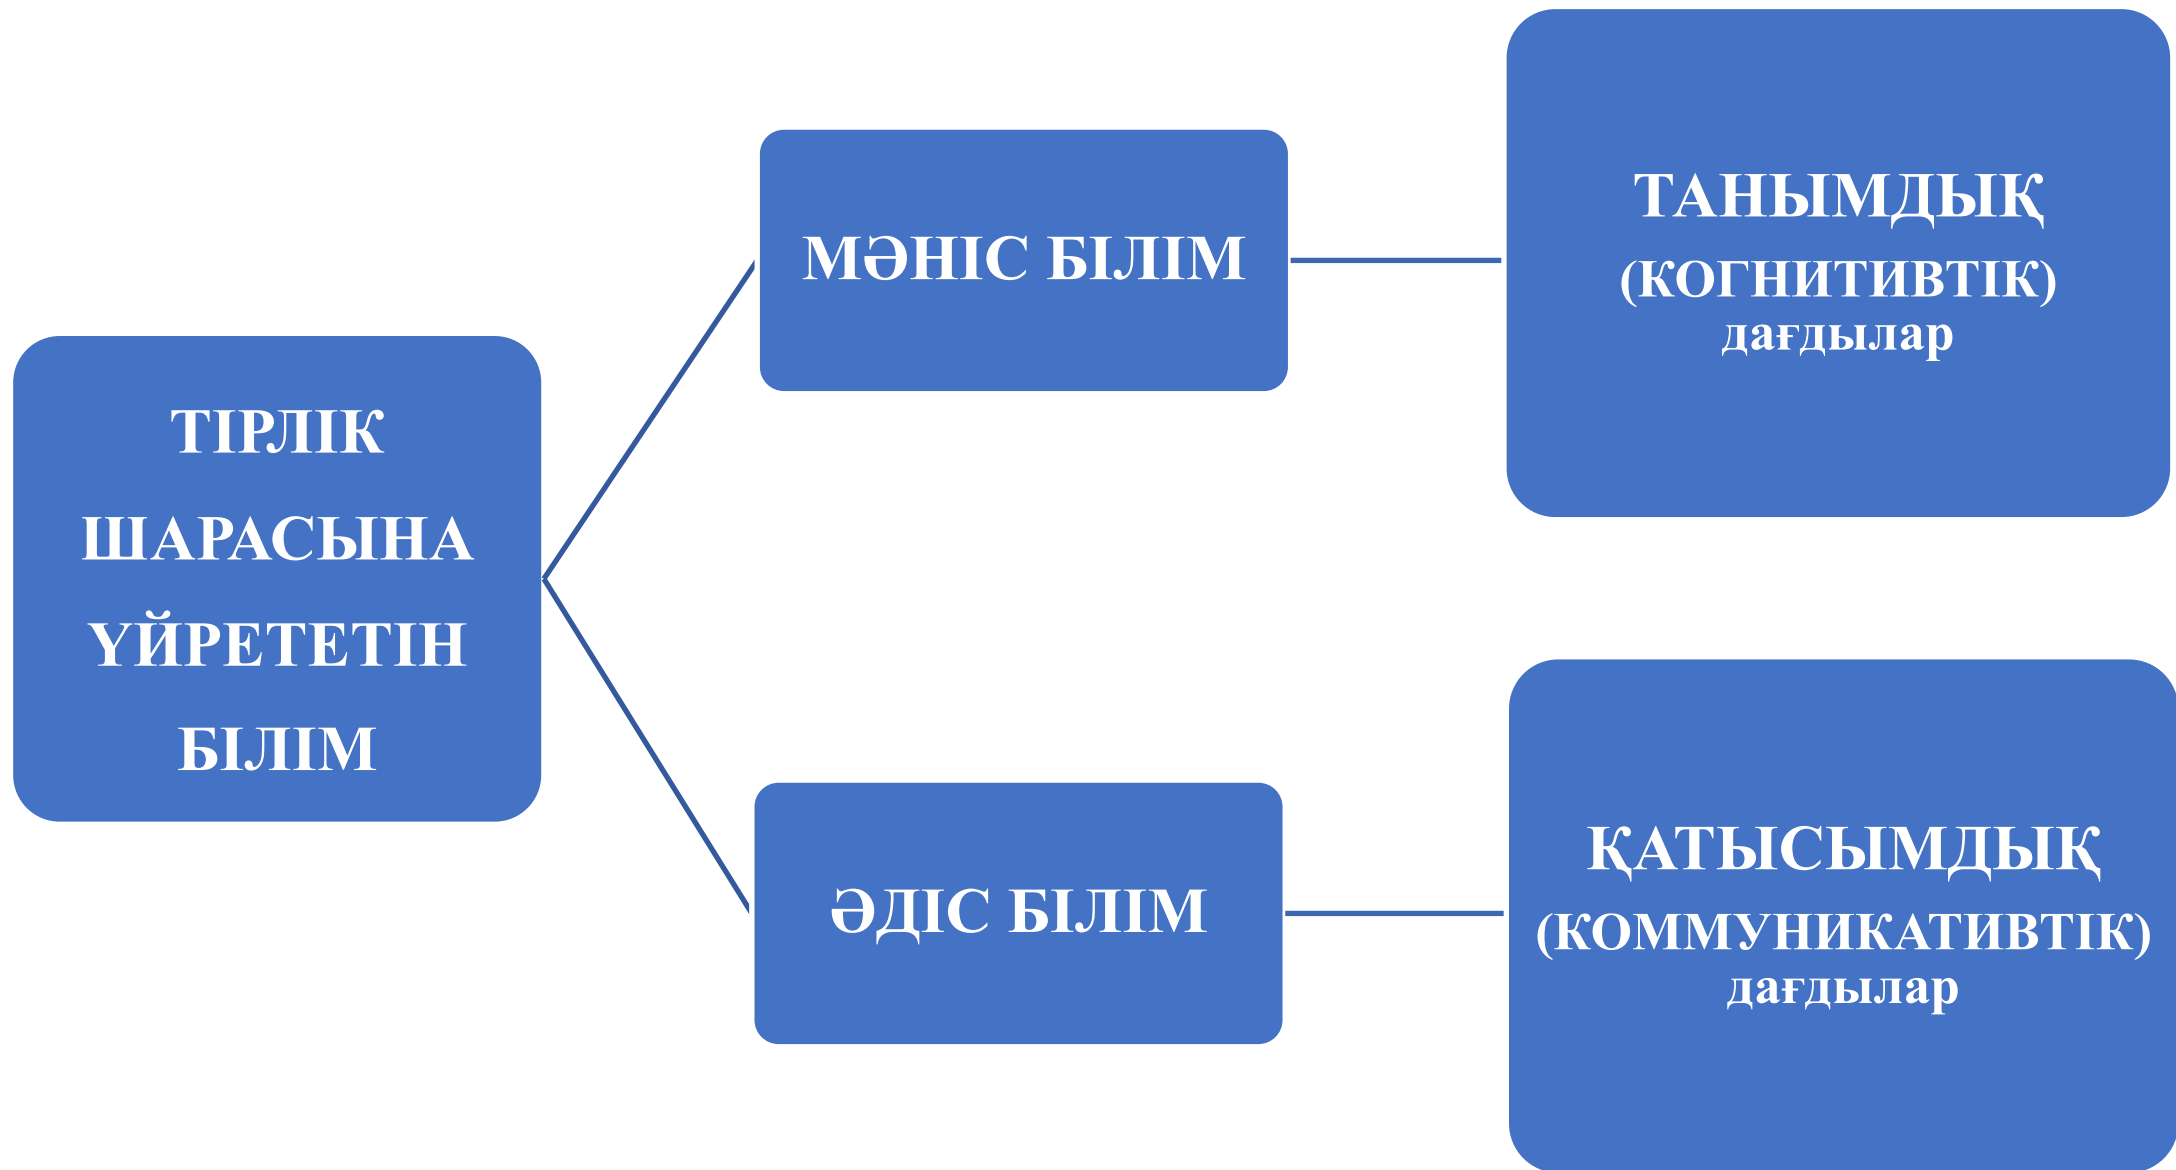 ТІРЛІК
ШАРАСЫНА
ҮЙРЕТЕТІН
БІЛІМ
МӘНІС БІЛІМ
ТАНЫМДЫҚ
(КОГНИТИВТІК)
дағдылар
ӘДІС БІЛІМ
ҚАТЫСЫМДЫҚ
(КОММУНИКАТИВТІК)
дағдылар